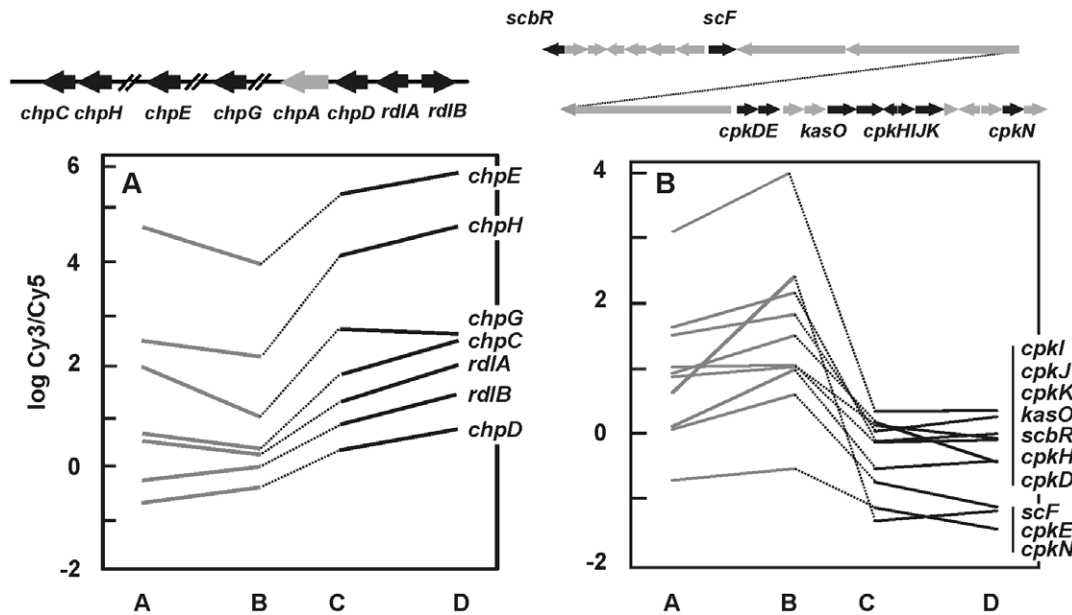 scbR scF
chpC chpH chpE chpG chpA chpD rdlA rdlB
cpkDE kasO cpkHIJK cpkN
A
log Cy3/Cy5
6
4
2
0
-2
chpE
chpH
chpG
chpC
rdlA
rdlB
chpD
A B C D
B
4
2
0
-2
cpkI
cpkJ
cpkK
kasO
scbR
cpkH
cpkD
scF
cpkE
cpkN
A B C D